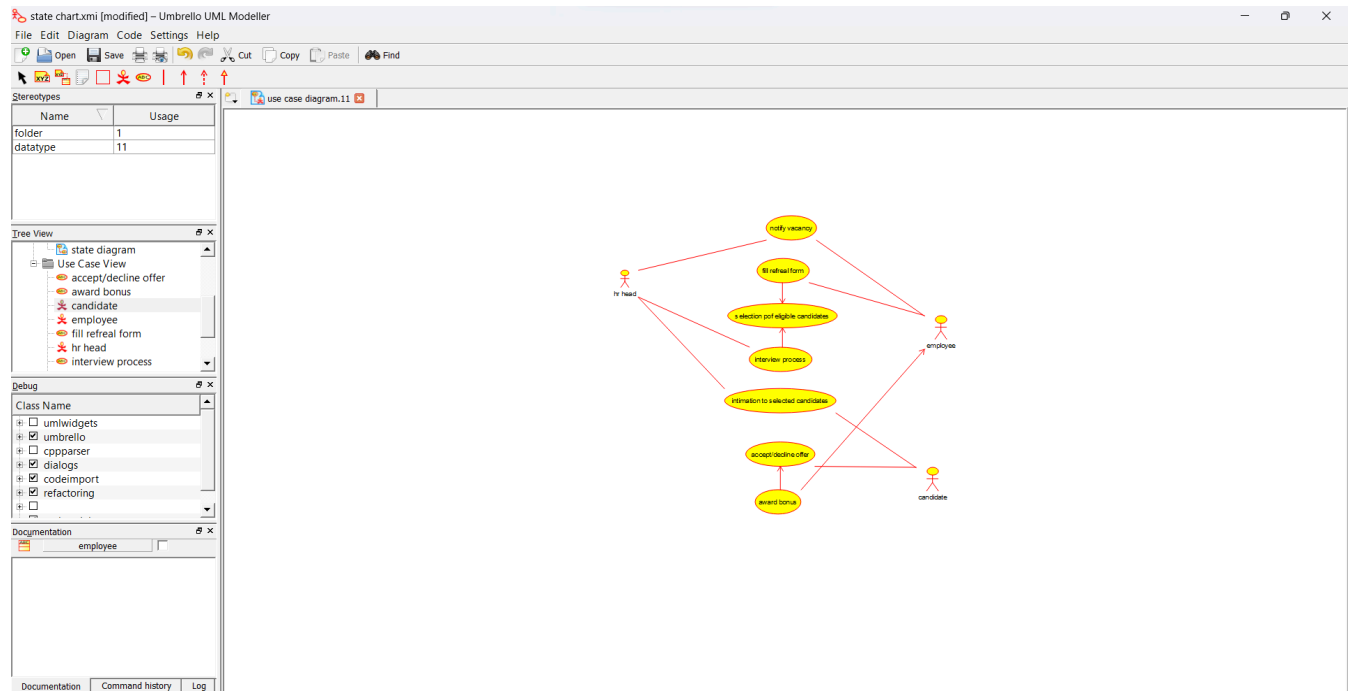 state chart.xmi [modified] – Umbrello UML Modeller
File Edit Diagram Code Settings Help
Open Save Cut Copy Paste Find
XYZ ABC
Stereotypes
use case diagram.11
Name Usage
folder 1
datatype 11
Tree View
state diagram
Use Case View
accept/decline offer
award bonus
candidate
employee
fill refreal form
hr head
interview process
Debug
Class Name
umlwidgets
umbrello
cppparser
dialogs
codeimport
refactoring
Documentation
employee
Documentation Command history Log
notify vacancy
fill refreal form
hr head
s election pof eligible candidates
employee
interview process
intimation to selected candidates
accept/decline offer
candidate
award bonus